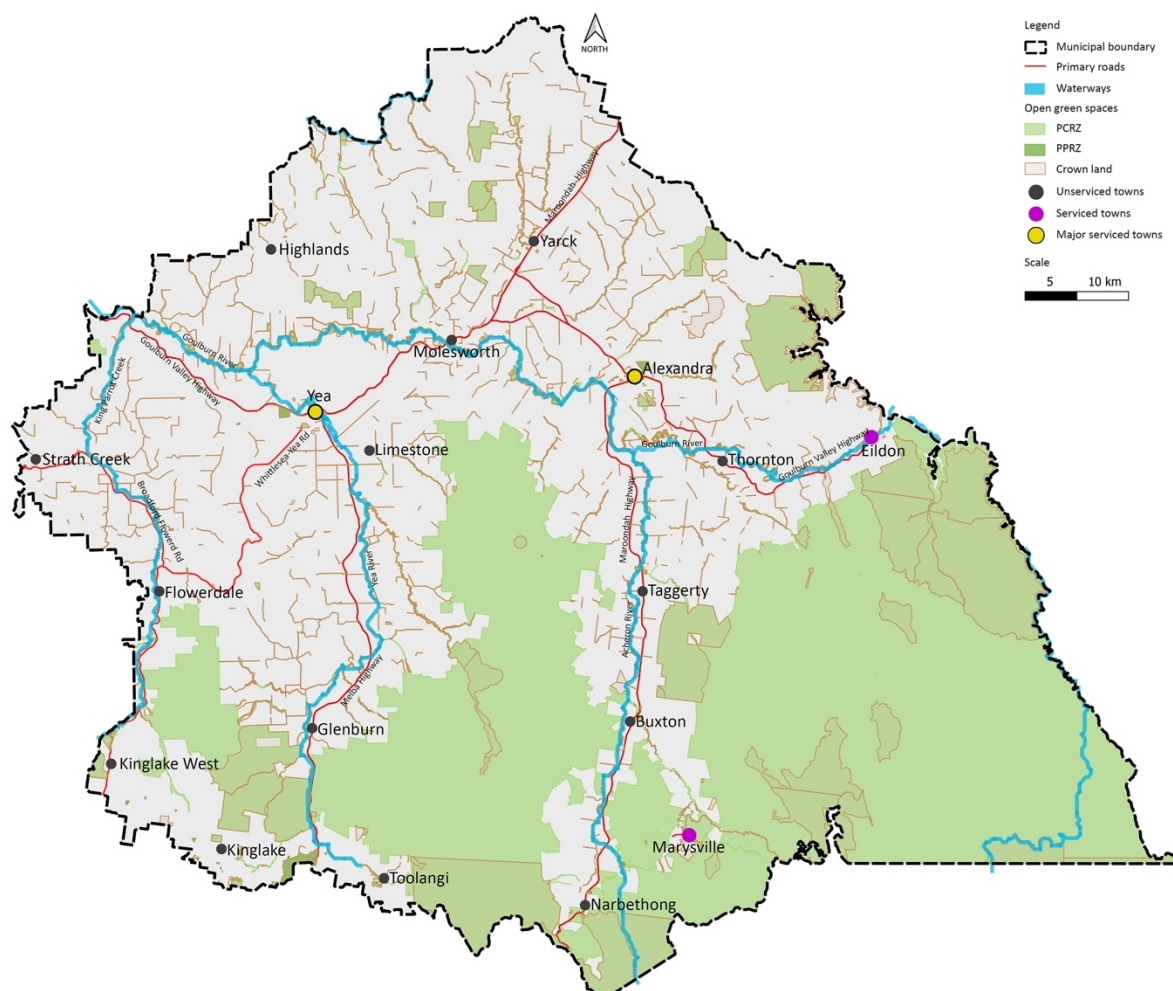 NORTH
Legend
Municipal boundary
Primary roads
Waterways
Open green spaces
PCRZ
PPRZ
Crown land
Unserviced towns
Serviced towns
Major serviced towns
Scale
5 10 km
Maroondah Highway
Yarck
Highlands
Goulburn River
Goulburn Valley Highway
King Parrot Creek
Molesworth
Alexandra
Yea
Whittlesea-Yea Rd
Limestone
Strath Creek
Goulburn River
Thornton
Goulburn Valley Highway
Eildon
Broadford Flowerd Rd
Maroondah Highway
Yea River
Flowerdale
Taggerty
Acheron River
Melba Highway
Glenburn
Buxton
Kinglake West
Marysville
Kinglake
Toolangi
Narbethong